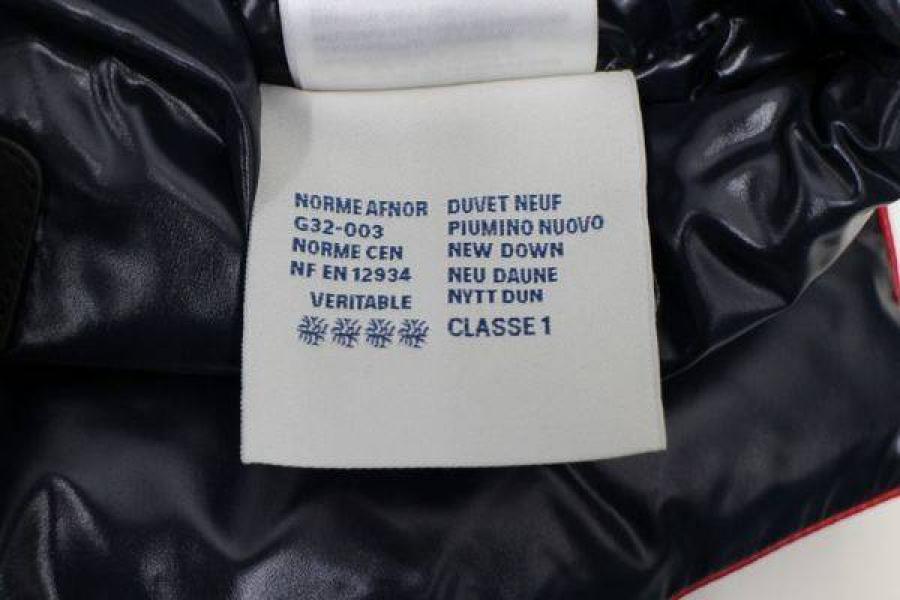 NORME AFNOR
G32-003
NORME CEN
NF EN 12934
VERITABLE
DUVET NEUF
PIUMINO NUOVO
NEW DOWN
NEU DAUNE
NYTT DUN
CLASSE 1